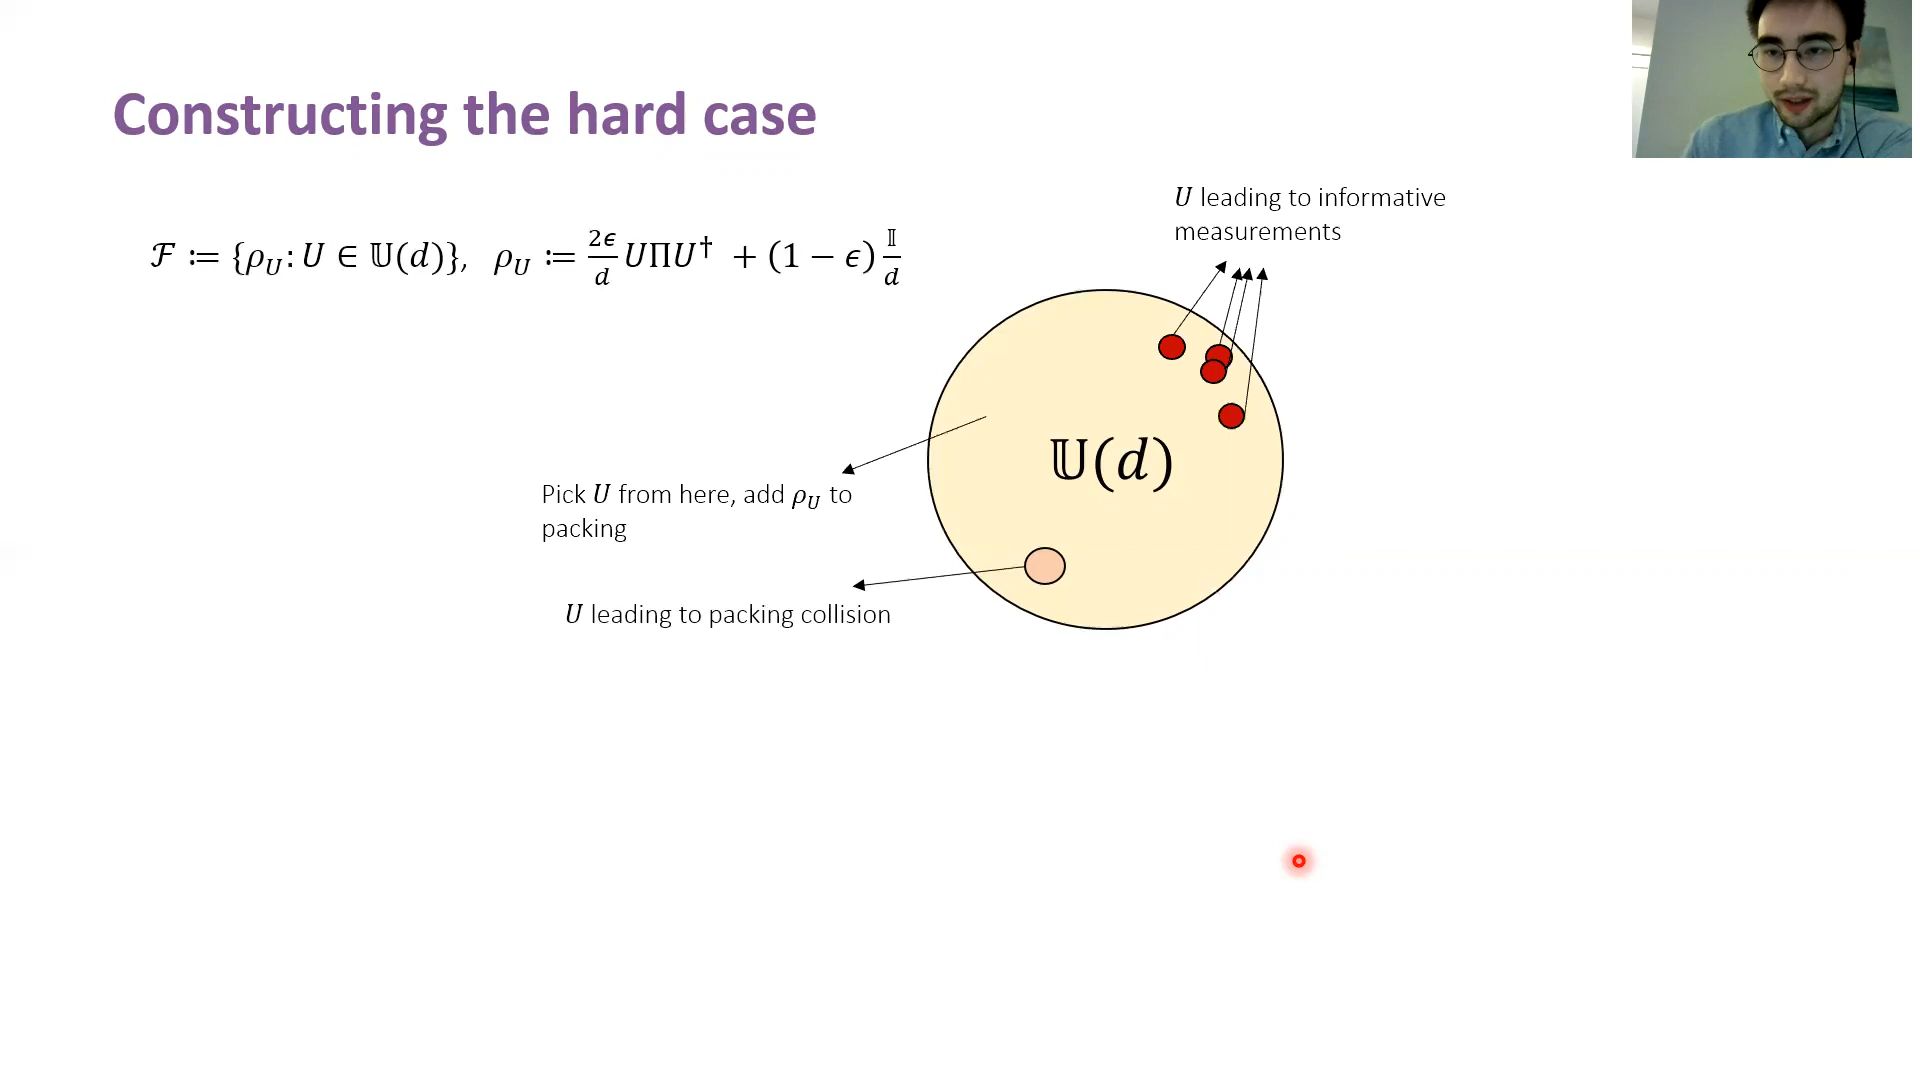 Constructing the hard case
ℱ ≔ {ρ_U: U ∈ 𝕌(d)}, ρ_U ≔ 2ϵ/d UΠU† + (1 − ϵ) 𝕀/d
U leading to informative
measurements
𝕌(d)
Pick U from here, add ρ_U to
packing
U leading to packing collision